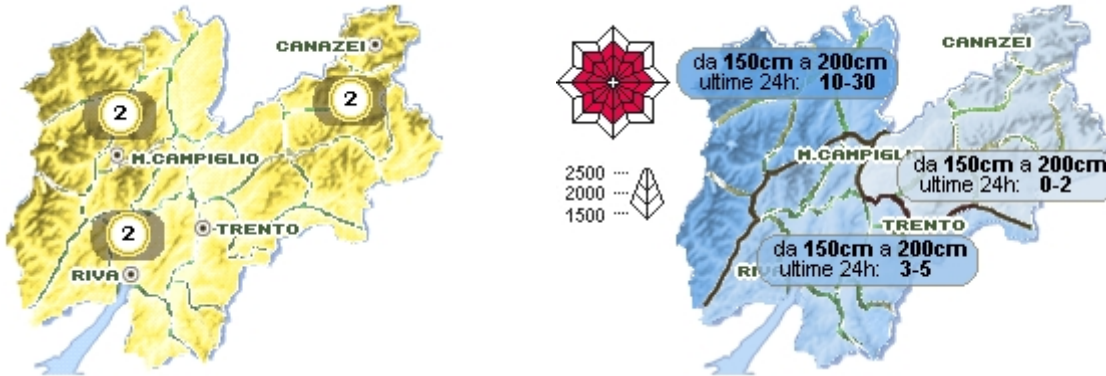 CANAZEI
2
2
M.CAMPIGLIO
2
TRENTO
RIVA
CANAZEI
da 150cm a 200cm
ultime 24h: 10-30
2500
2000
1500
M.CAMPIGLIO
da 150cm a 200cm
ultime 24h: 0-2
TRENTO
da 150cm a 200cm
ultime 24h: 3-5